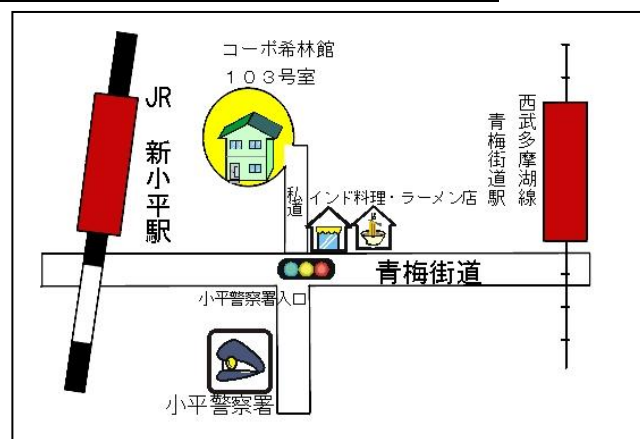 コーポ希林館
１０３号室
JR 新小平駅
西武多摩湖線
青梅街道駅
私道
インド料理・ラーメン店
青梅街道
小平警察署入口
小平警察署